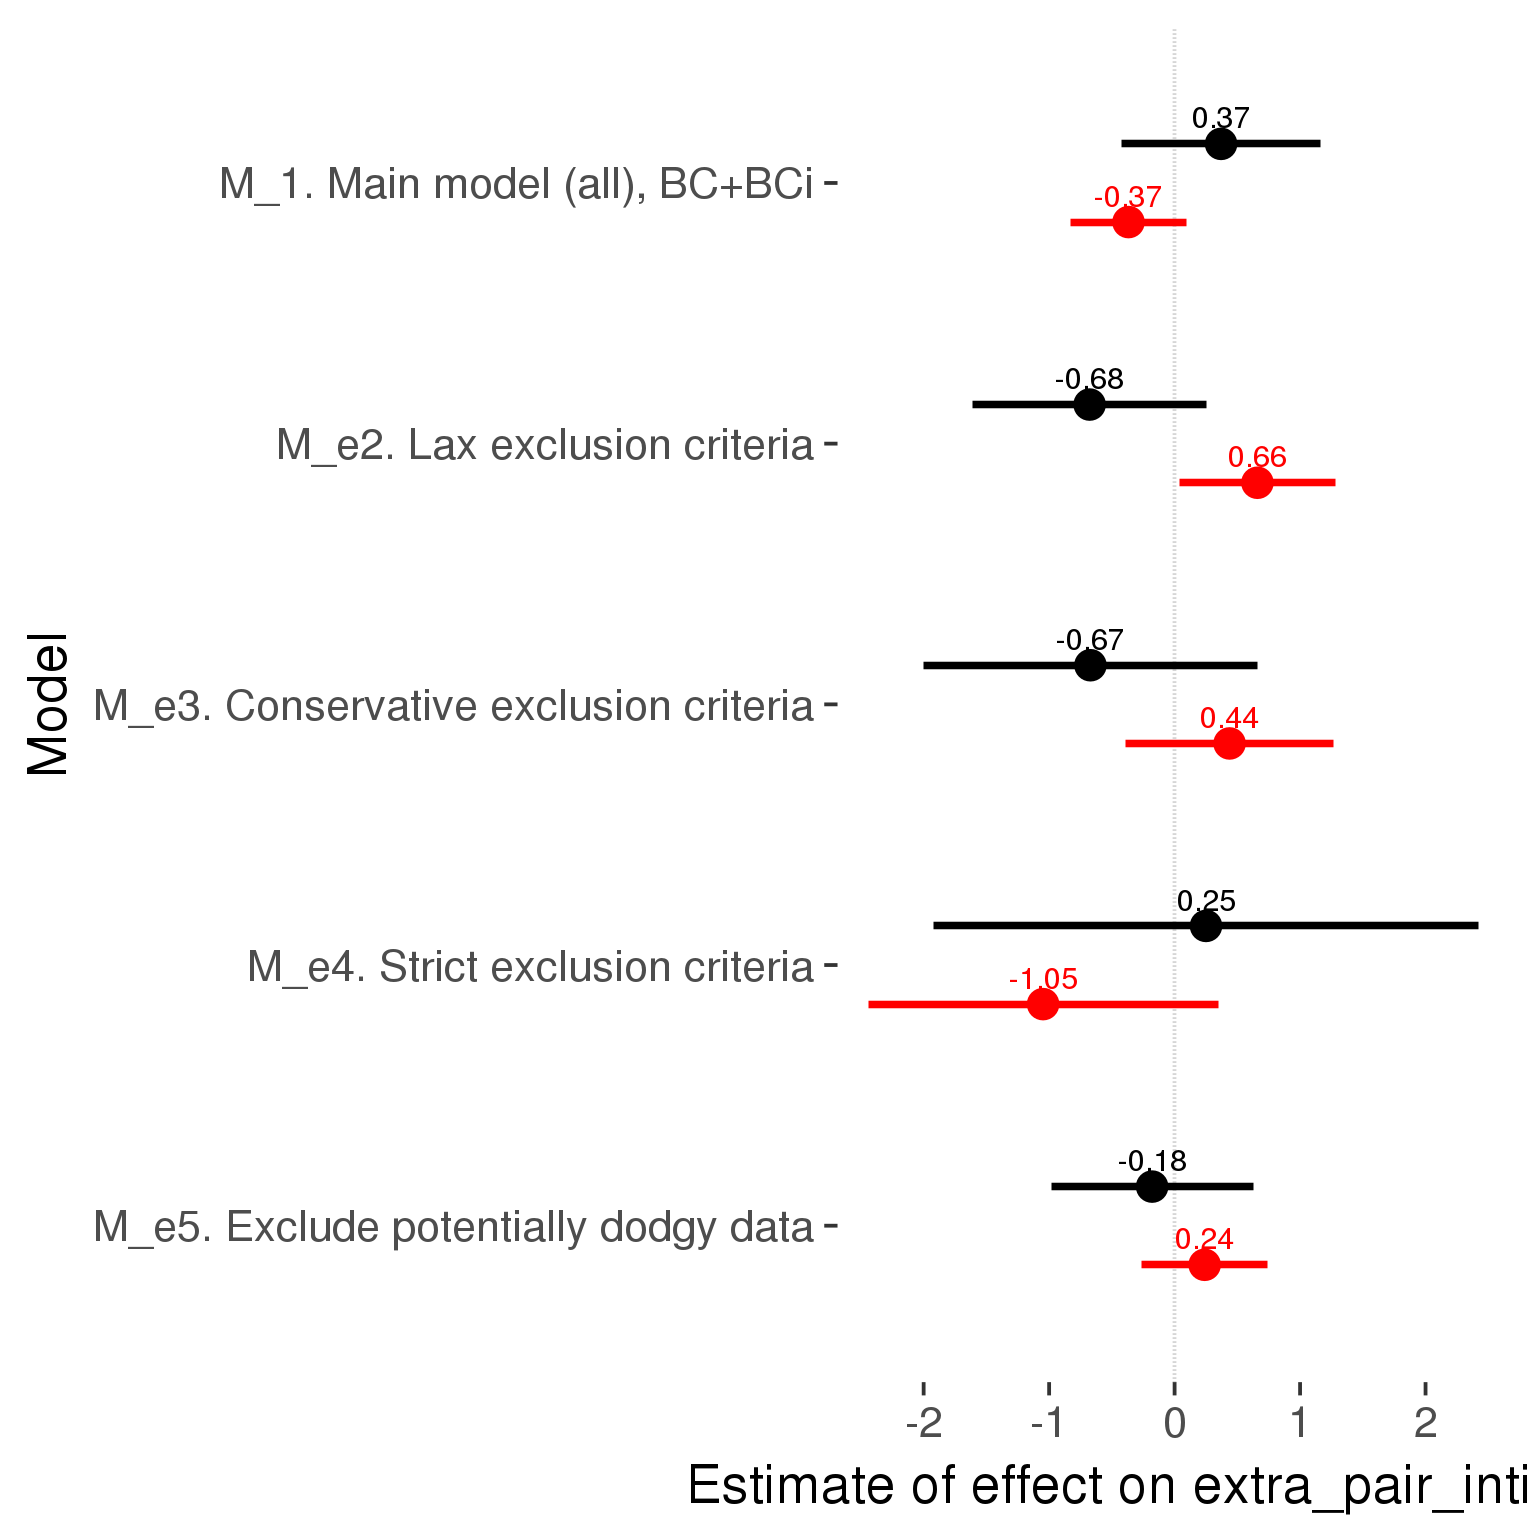 0.37
M_1. Main model (all), BC+BCi
-0.37
-0.68
M_e2. Lax exclusion criteria
0.66
-0.67
M_e3. Conservative exclusion criteria
0.44
Model
0.25
M_e4. Strict exclusion criteria
-1.05
-0.18
M_e5. Exclude potentially dodgy data
0.24
-2 -1 0 1 2
Estimate of effect on extra_pair_inti